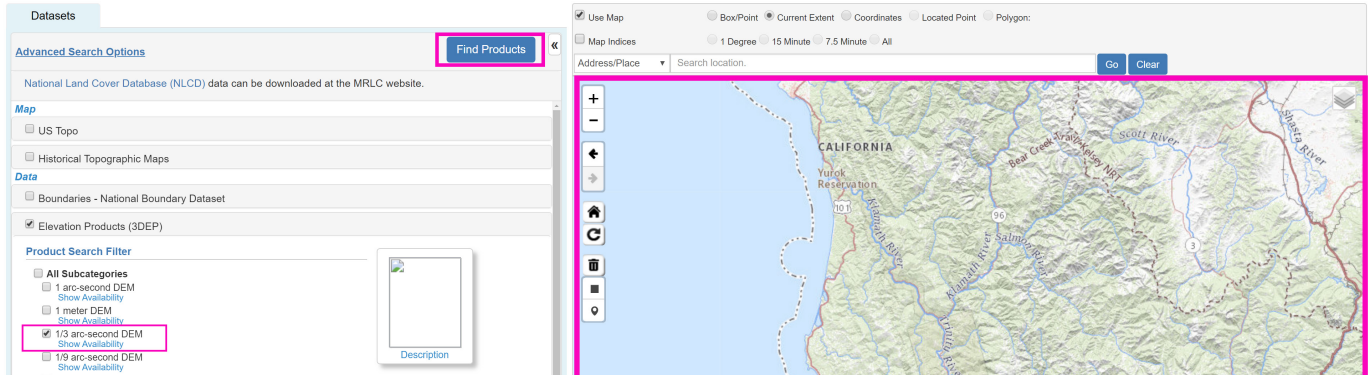 Datasets
Advanced Search Options
Find Products
«
National Land Cover Database (NLCD) data can be downloaded at the MRLC website.
Map
US Topo
Historical Topographic Maps
Data
Boundaries - National Boundary Dataset
Elevation Products (3DEP)
Product Search Filter
All Subcategories
1 arc-second DEM
Show Availability
1 meter DEM
Show Availability
1/3 arc-second DEM
Show Availability
1/9 arc-second DEM
Show Availability
Description
Use Map Box/Point Current Extent Coordinates Located Point Polygon:
Map Indices 1 Degree 15 Minute 7.5 Minute All
Address/Place Search location. Go Clear
+
−
CALIFORNIA
Yurok
Reservation
101
Klamath River
Bear Creek Kelsey NRT
Scott River
Shasta River
96
Salmon River
3
Klamath River
Trinity River